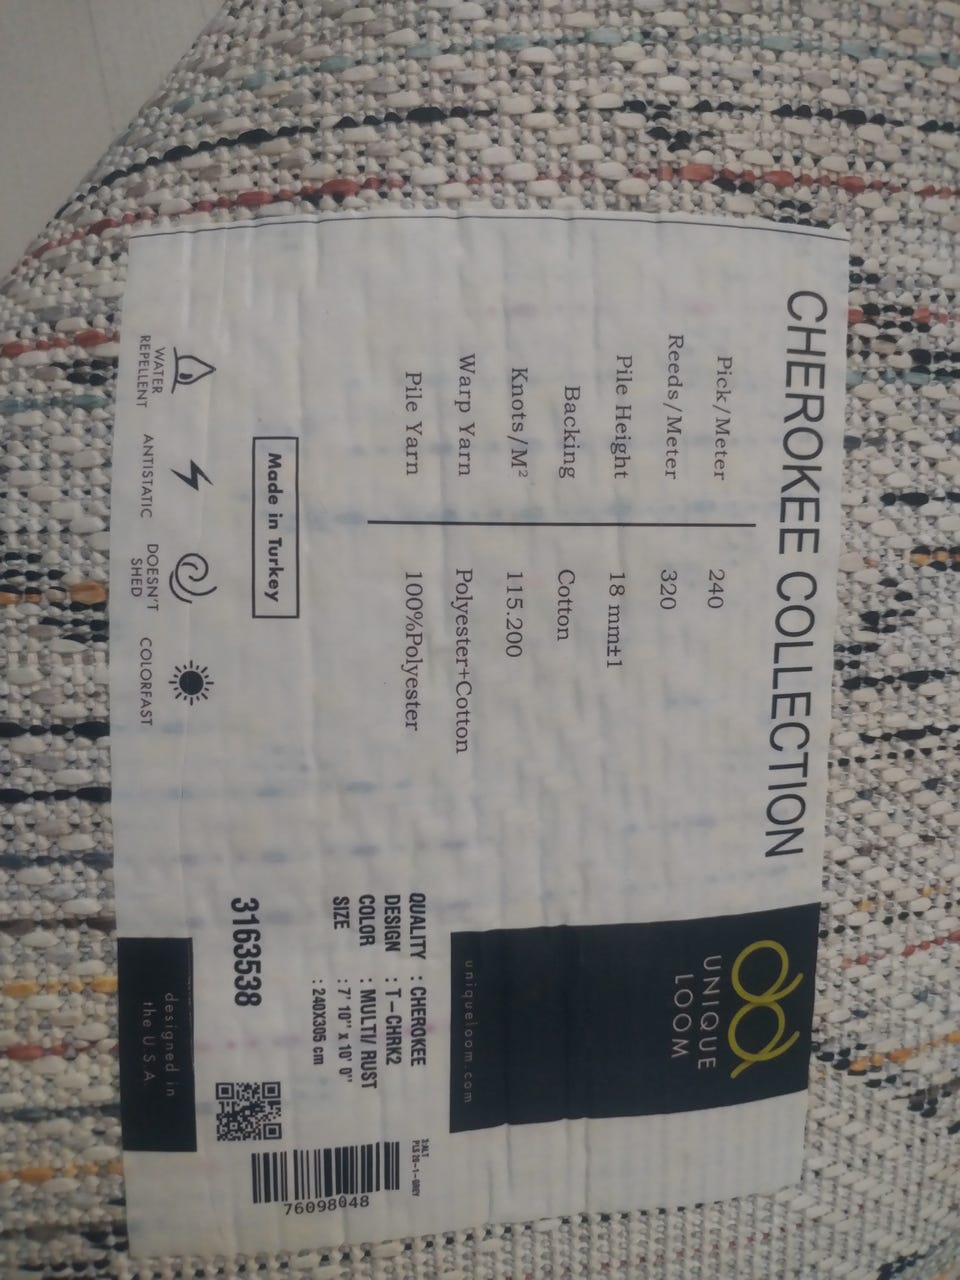 CHEROKEE COLLECTION
Pick/Meter 240
Reeds/Meter 320
Pile Height 18 mm±1
Backing Cotton
Knots/M² 115.200
Warp Yarn Polyester+Cotton
Pile Yarn 100%Polyester
Made in Turkey
WATER REPELLENT
ANTISTATIC
DOESN'T SHED
COLORFAST
UNIQUE
LOOM
uniqueloom.com
QUALITY : CHEROKEE
DESIGN : T-CHRK2
COLOR : MULTI/ RUST
SIZE : 7' 10" x 10' 0"
: 240X305 cm
3163538
76098048
designed in
the U.S.A.